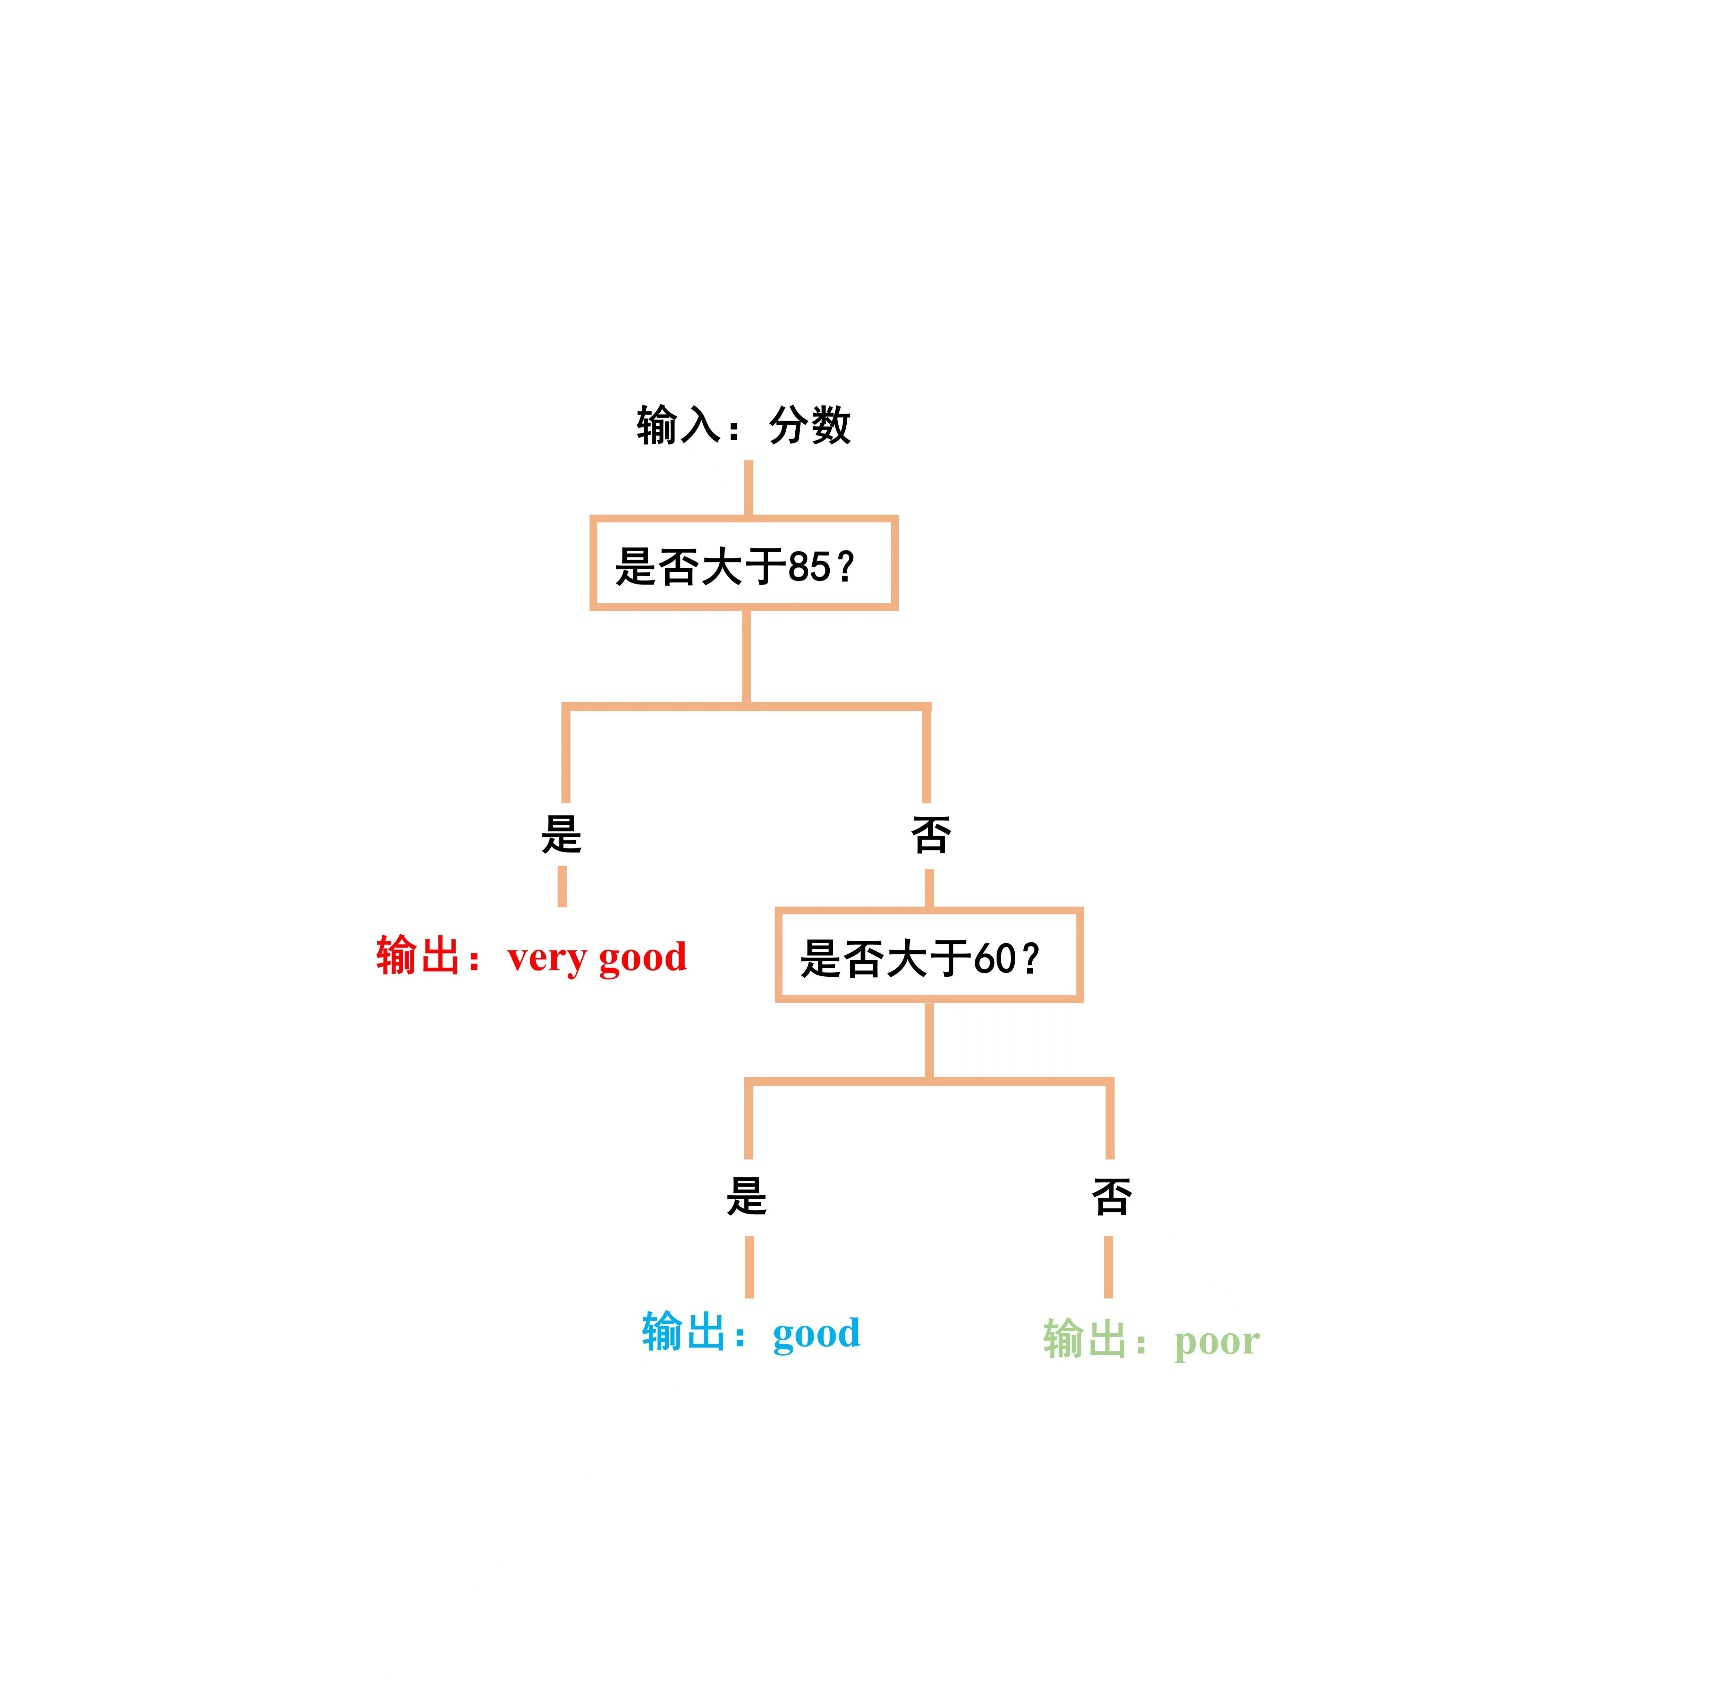 输入：分数
是否大于85？
是
否
输出：very good
是否大于60？
是
否
输出：good
输出：poor